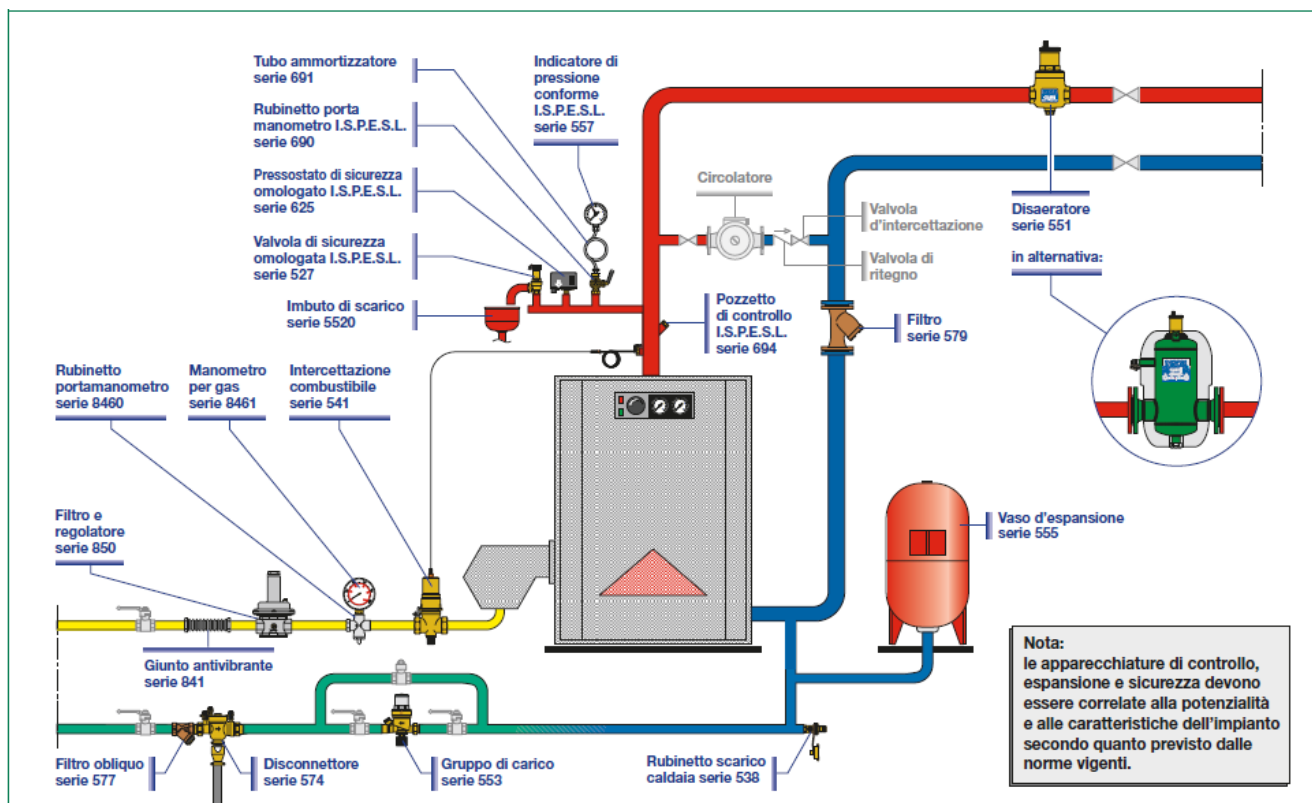 Tubo ammortizzatore
serie 691
Rubinetto porta
manometro I.S.P.E.S.L.
serie 690
Pressostato di sicurezza
omologato I.S.P.E.S.L.
serie 625
Valvola di sicurezza
omologata I.S.P.E.S.L.
serie 527
Imbuto di scarico
serie 5520
Indicatore di
pressione
conforme
I.S.P.E.S.L.
serie 557
Circolatore
Valvola
d'intercettazione
Valvola di
ritegno
Disaeratore
serie 551
in alternativa:
Pozzetto
di controllo
I.S.P.E.S.L.
serie 694
Filtro
serie 579
Rubinetto
portamanometro
serie 8460
Manometro
per gas
serie 8461
Intercettazione
combustibile
serie 541
Filtro e
regolatore
serie 850
Vaso d'espansione
serie 555
Giunto antivibrante
serie 841
Filtro obliquo
serie 577
Disconnettore
serie 574
Gruppo di carico
serie 553
Rubinetto scarico
caldaia serie 538
Nota:
le apparecchiature di controllo,
espansione e sicurezza devono
essere correlate alla potenzialità
e alle caratteristiche dell'impianto
secondo quanto previsto dalle
norme vigenti.